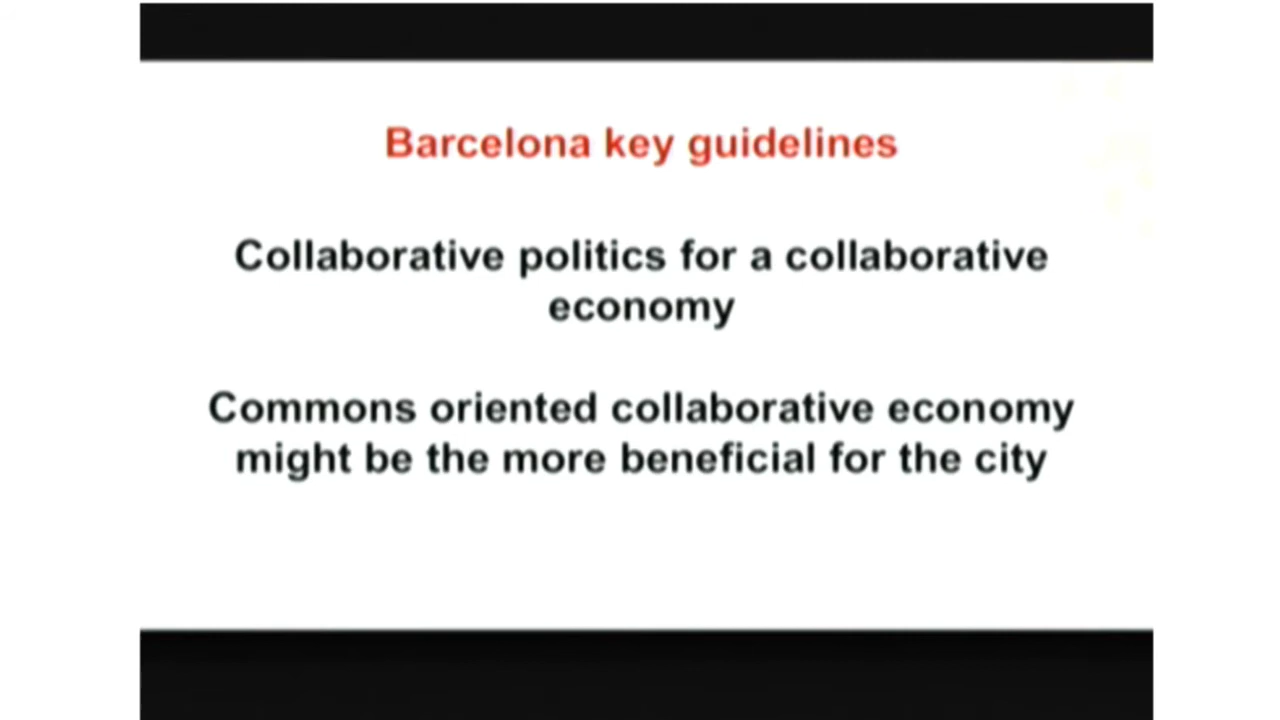 Barcelona key guidelines
Collaborative politics for a collaborative
economy
Commons oriented collaborative economy
might be the more beneficial for the city